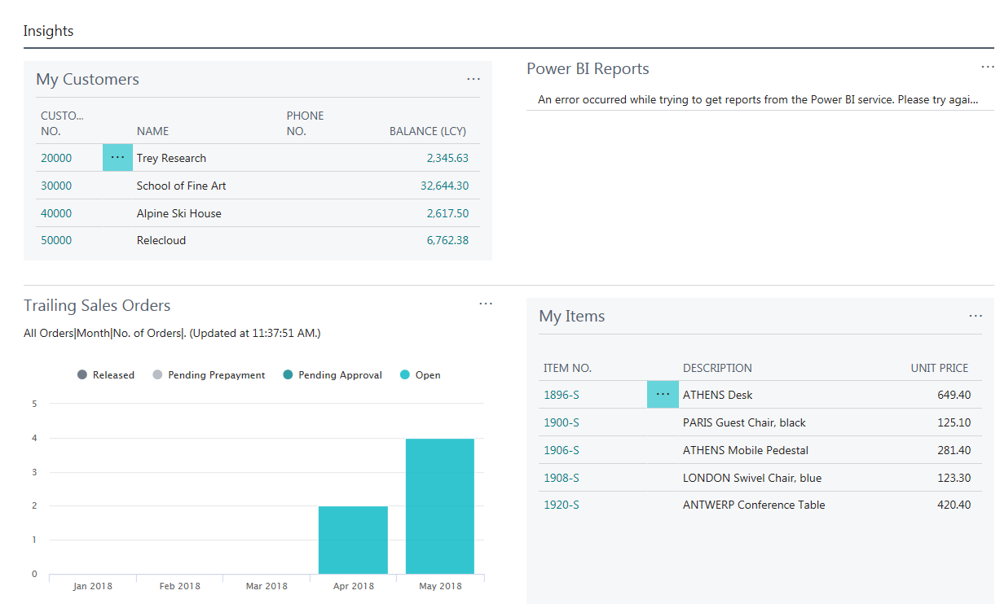 Insights
My Customers
...
CUSTO...
NO.
NAME
PHONE
NO.
BALANCE (LCY)
20000 ... Trey Research 2,345.63
30000 School of Fine Art 32,644.30
40000 Alpine Ski House 2,617.50
50000 Relecloud 6,762.38
Power BI Reports
...
An error occurred while trying to get reports from the Power BI service. Please try agai...
Trailing Sales Orders
...
All Orders|Month|No. of Orders|. (Updated at 11:37:51 AM.)
Released Pending Prepayment Pending Approval Open
5
4
3
2
1
0
Jan 2018 Feb 2018 Mar 2018 Apr 2018 May 2018
My Items
...
ITEM NO. DESCRIPTION UNIT PRICE
1896-S ... ATHENS Desk 649.40
1900-S PARIS Guest Chair, black 125.10
1906-S ATHENS Mobile Pedestal 281.40
1908-S LONDON Swivel Chair, blue 123.30
1920-S ANTWERP Conference Table 420.40